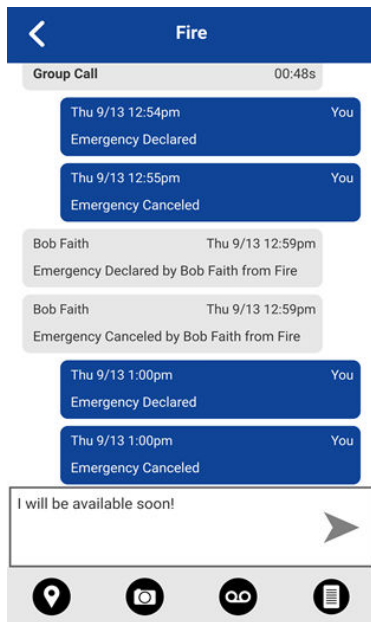 Fire
Group Call 00:48s
Thu 9/13 12:54pm You
Emergency Declared
Thu 9/13 12:55pm You
Emergency Canceled
Bob Faith Thu 9/13 12:59pm
Emergency Declared by Bob Faith from Fire
Bob Faith Thu 9/13 12:59pm
Emergency Canceled by Bob Faith from Fire
Thu 9/13 1:00pm You
Emergency Declared
Thu 9/13 1:00pm You
Emergency Canceled
I will be available soon!